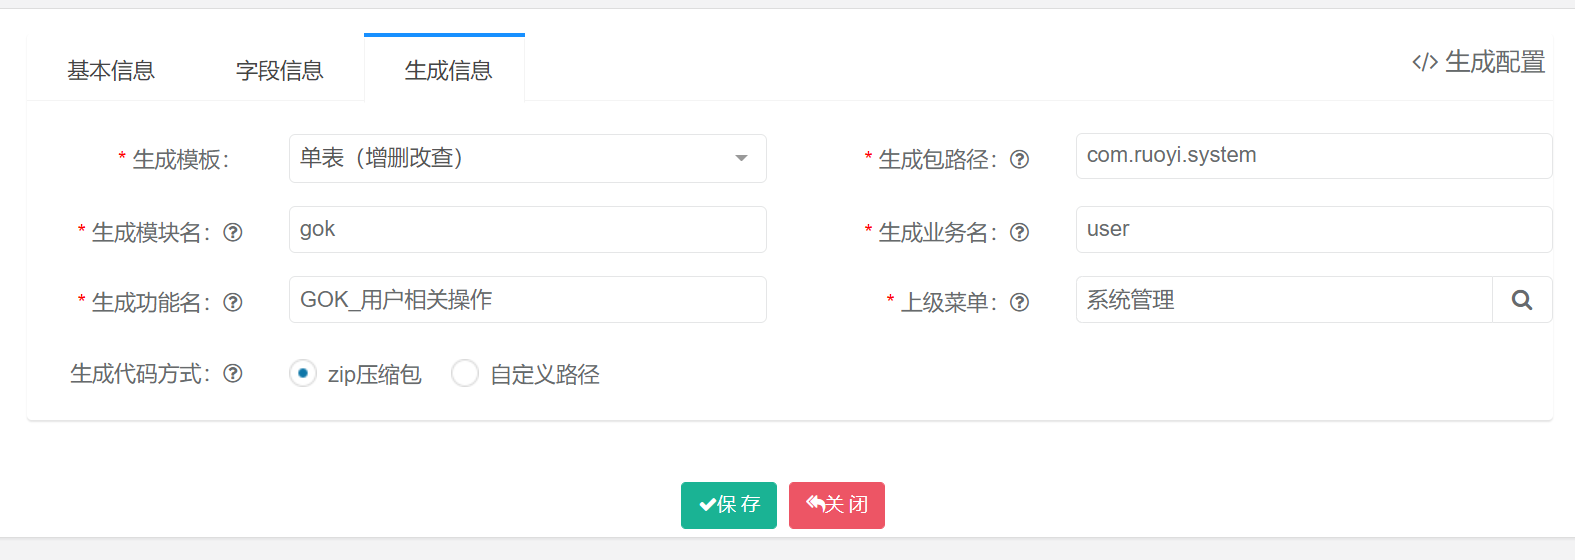 基本信息 字段信息 生成信息 </> 生成配置
* 生成模板： 单表（增删改查） * 生成包路径： com.ruoyi.system
* 生成模块名： gok * 生成业务名： user
* 生成功能名： GOK_用户相关操作 * 上级菜单： 系统管理
生成代码方式： zip压缩包 自定义路径
保 存 关 闭